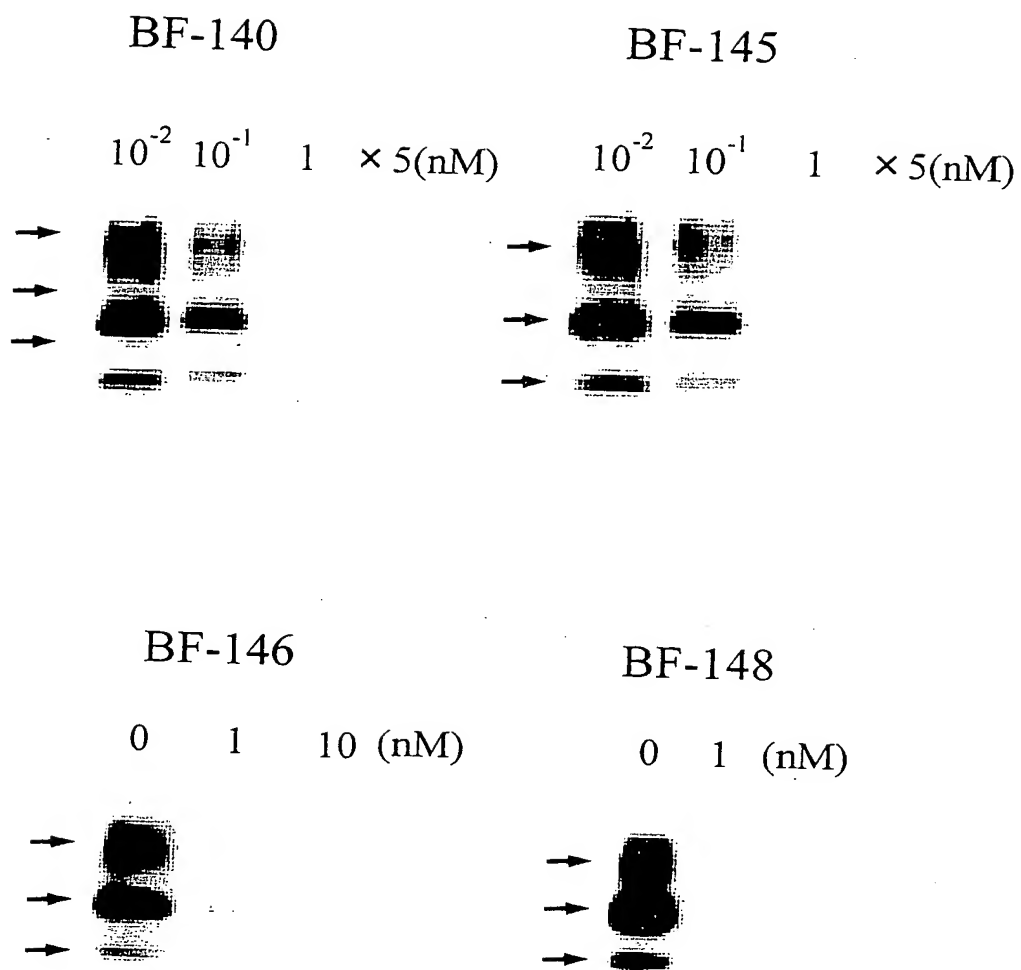 BF-140
BF-145
10⁻² 10⁻¹ 1 × 5(nM)
10⁻² 10⁻¹ 1 × 5(nM)
BF-146
BF-148
0 1 10 (nM)
0 1 (nM)